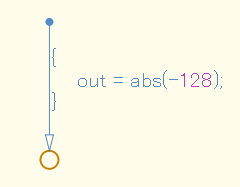 {
out = abs(-128);
}